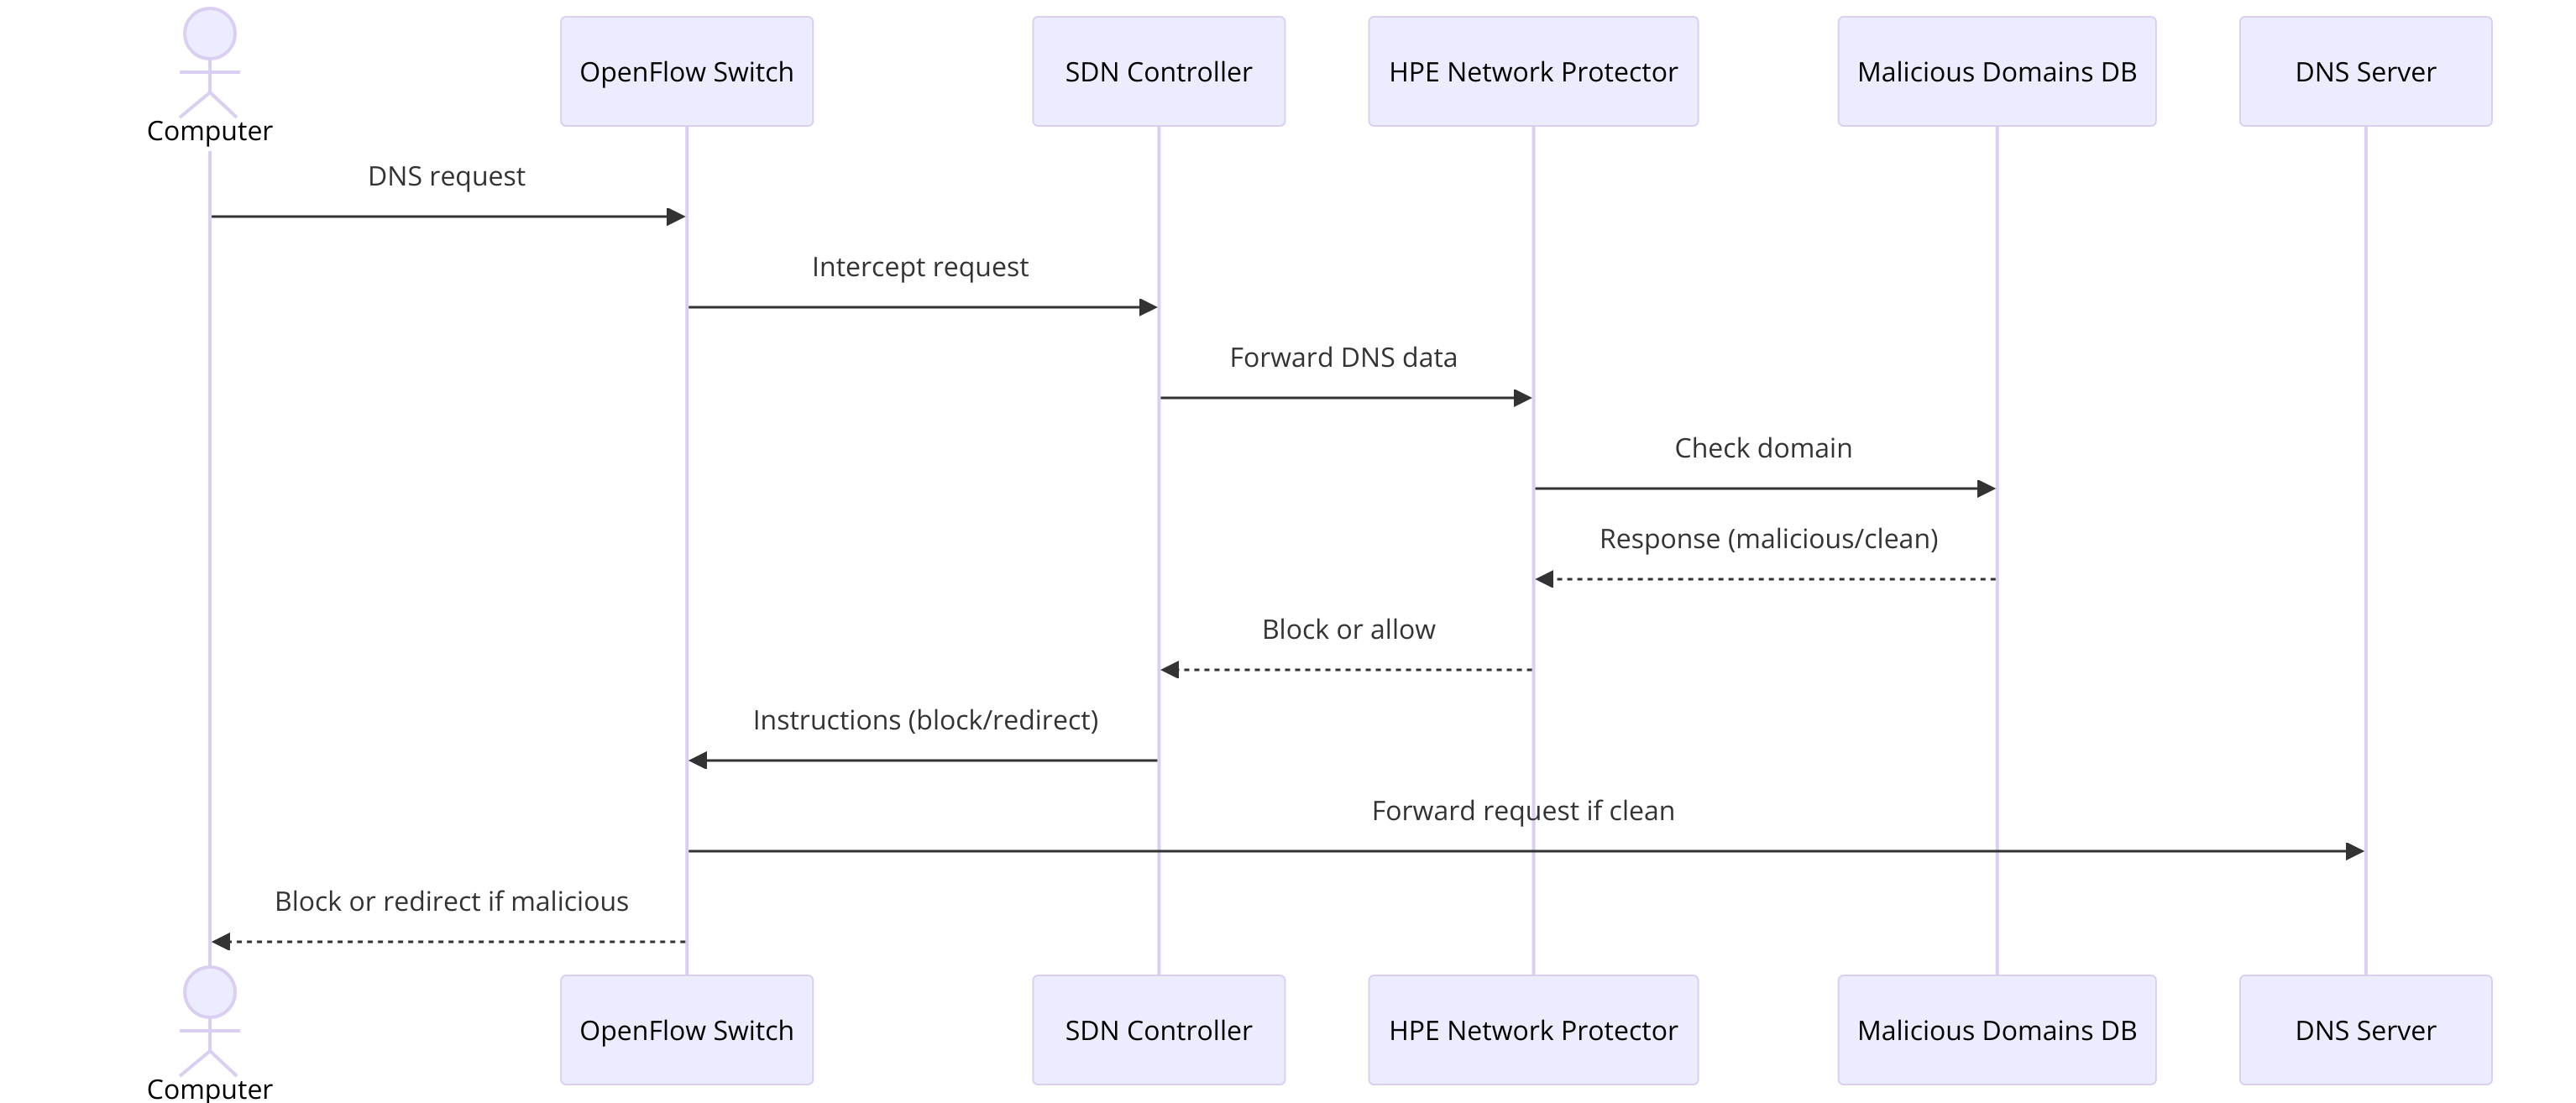 OpenFlow Switch
SDN Controller
HPE Network Protector
Malicious Domains DB
DNS Server
Computer
DNS request
Intercept request
Forward DNS data
Check domain
Response (malicious/clean)
Block or allow
Instructions (block/redirect)
Forward request if clean
Block or redirect if malicious
OpenFlow Switch
SDN Controller
HPE Network Protector
Malicious Domains DB
DNS Server
Computer